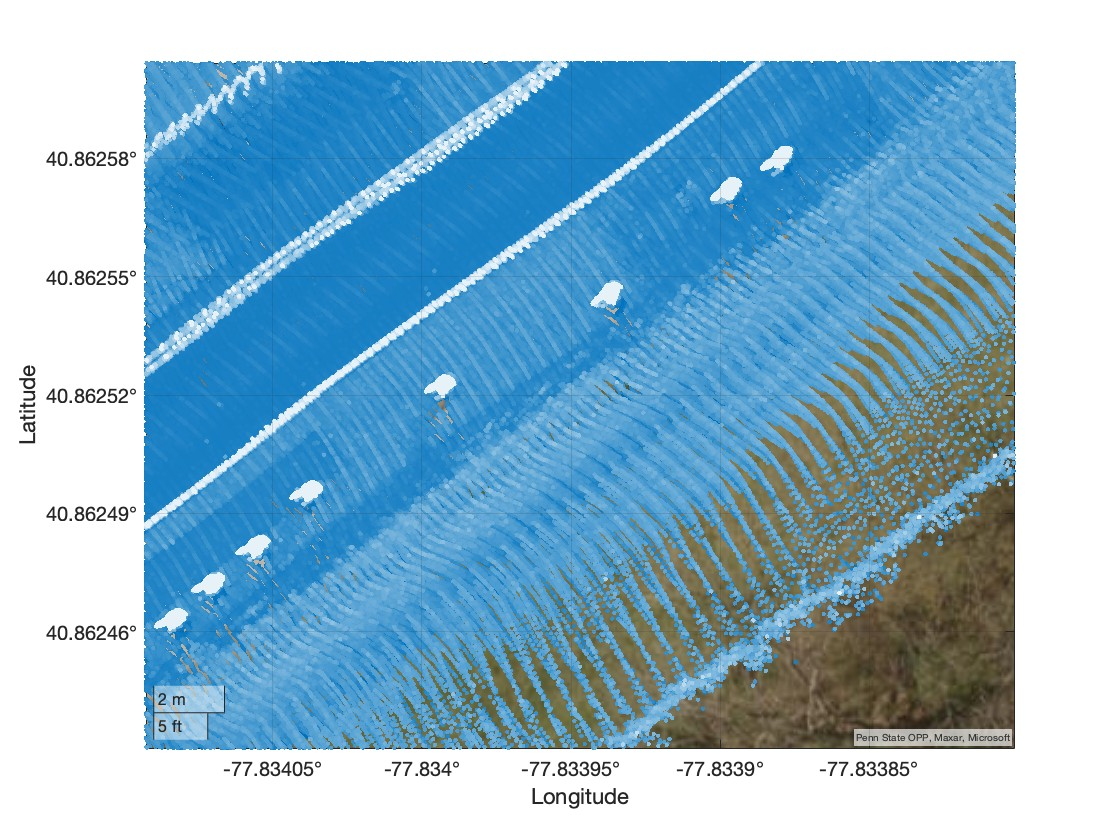 40.86258°
40.86255°
40.86252°
40.86249°
40.86246°
Latitude
2 m
5 ft
Penn State OPP, Maxar, Microsoft
-77.83405°
-77.834°
-77.83395°
-77.8339°
-77.83385°
Longitude